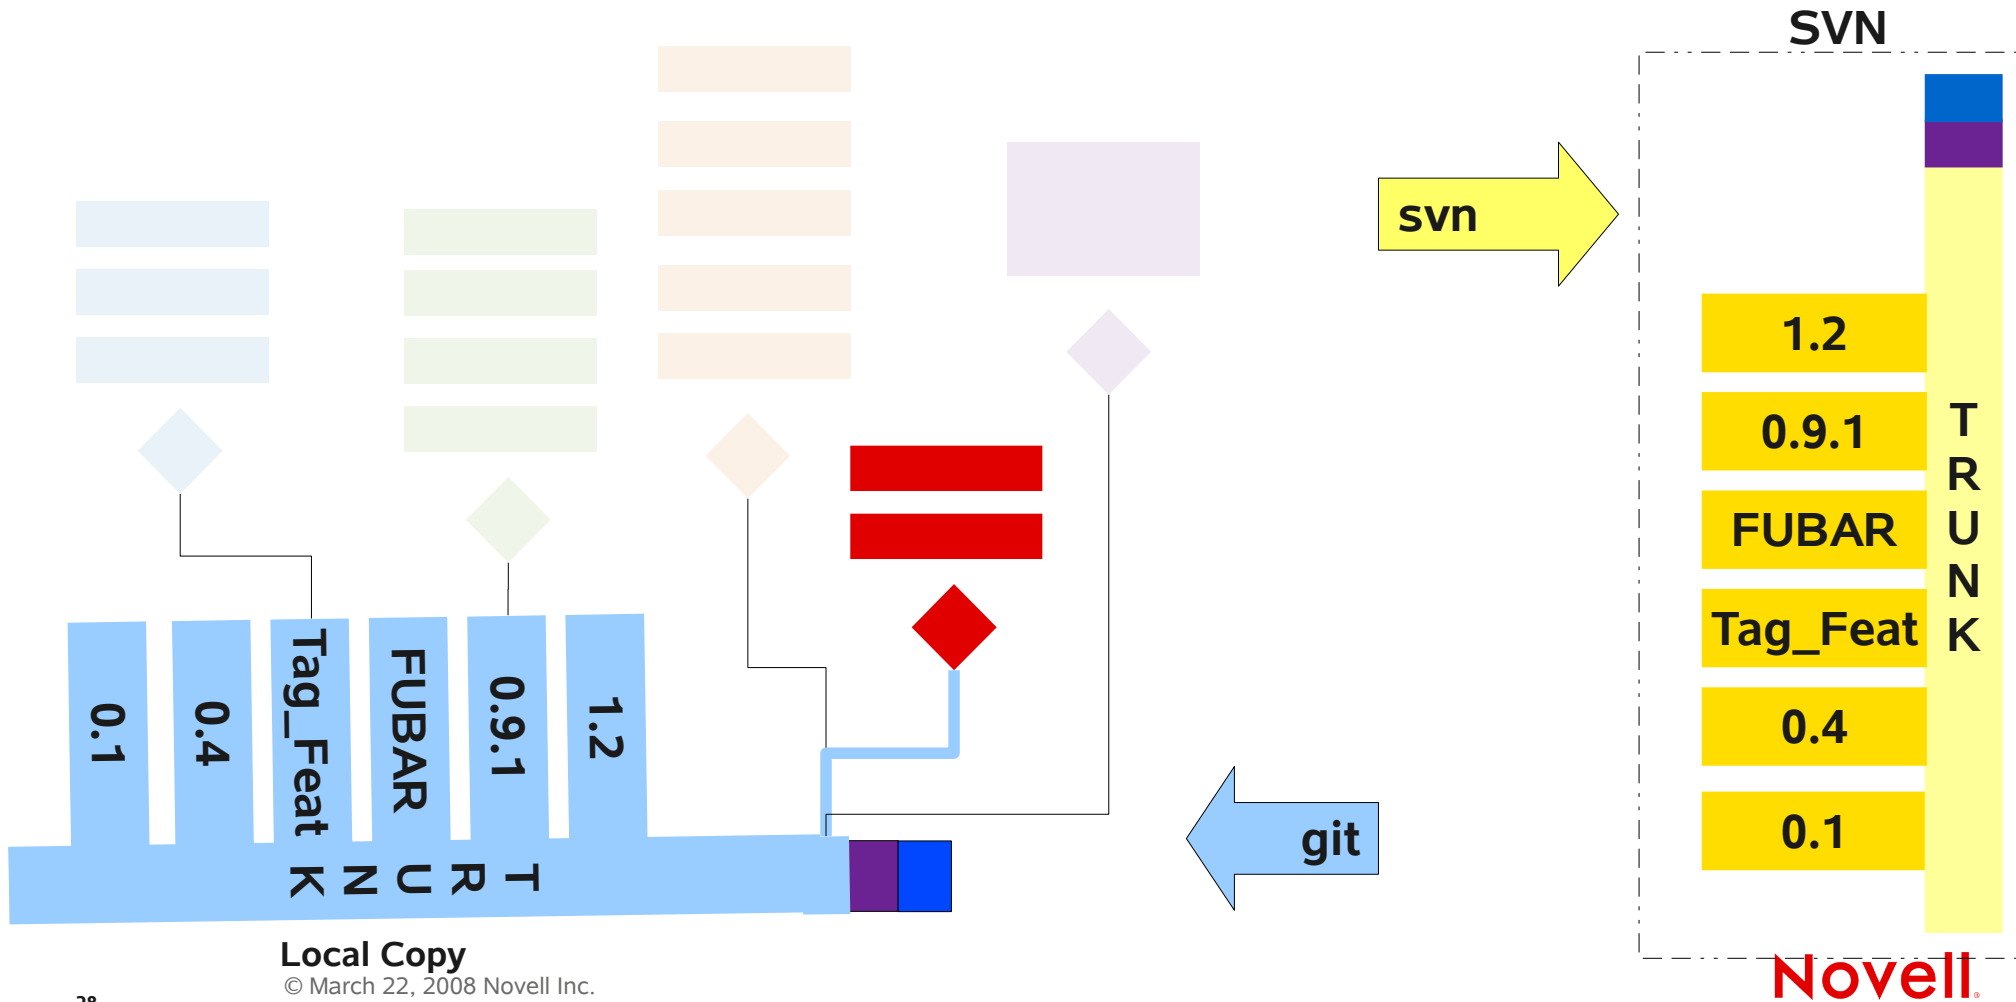 SVN
svn
1.2
0.9.1
FUBAR
Tag_Feat
0.4
0.1
TRUNK
0.1
0.4
Tag_Feat
FUBAR
0.9.1
1.2
TRUNK
git
Local Copy
© March 22, 2008 Novell Inc.
28
Novell